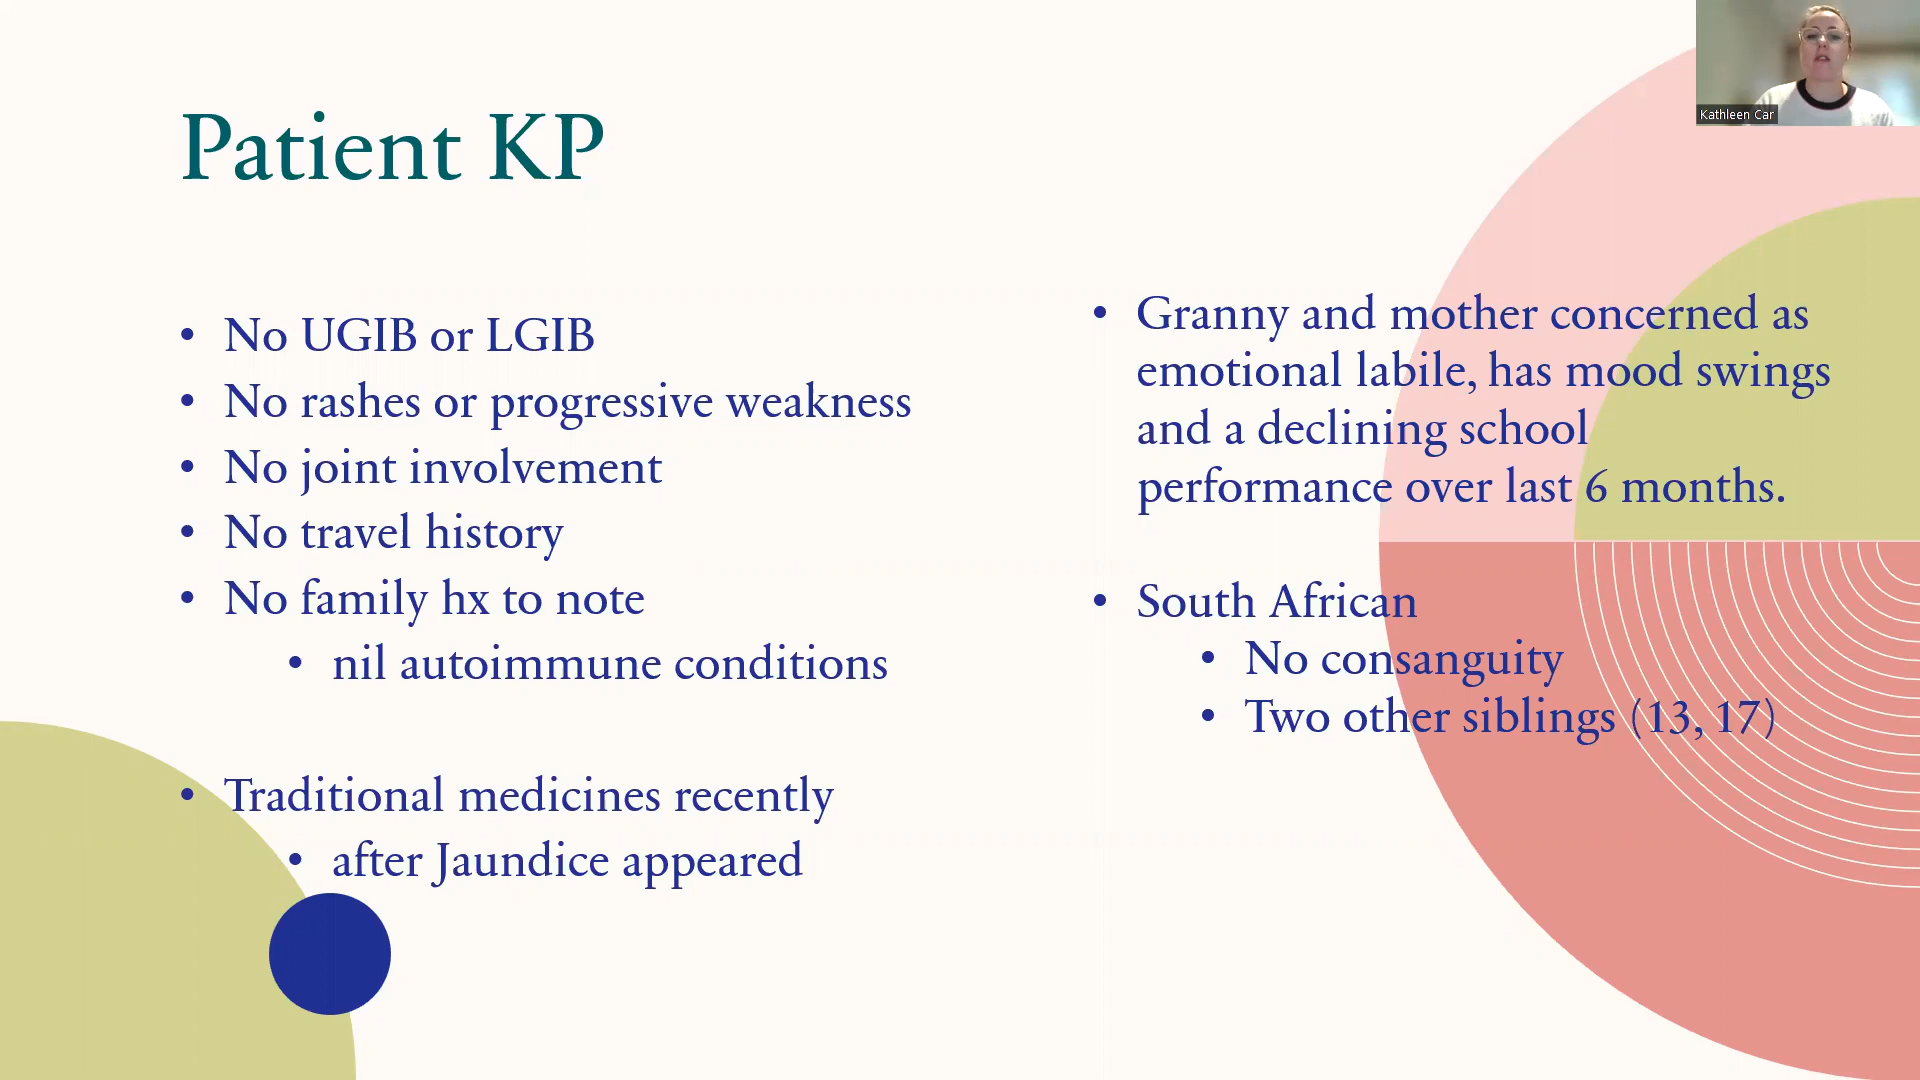 Patient KP
• No UGIB or LGIB
• No rashes or progressive weakness
• No joint involvement
• No travel history
• No family hx to note
• nil autoimmune conditions
• Traditional medicines recently
• after Jaundice appeared
• Granny and mother concerned as
emotional labile, has mood swings
and a declining school
performance over last 6 months.
• South African
• No consanguity
• Two other siblings (13, 17)
Kathleen Car